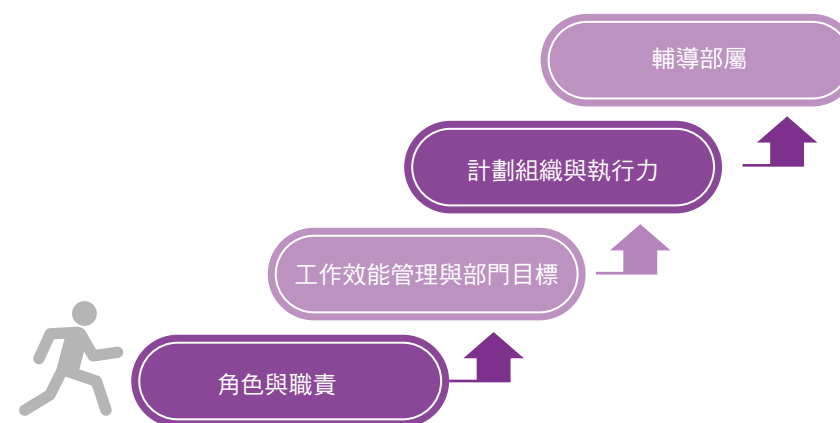 輔導部屬
計劃組織與執行力
工作效能管理與部門目標
角色與職責